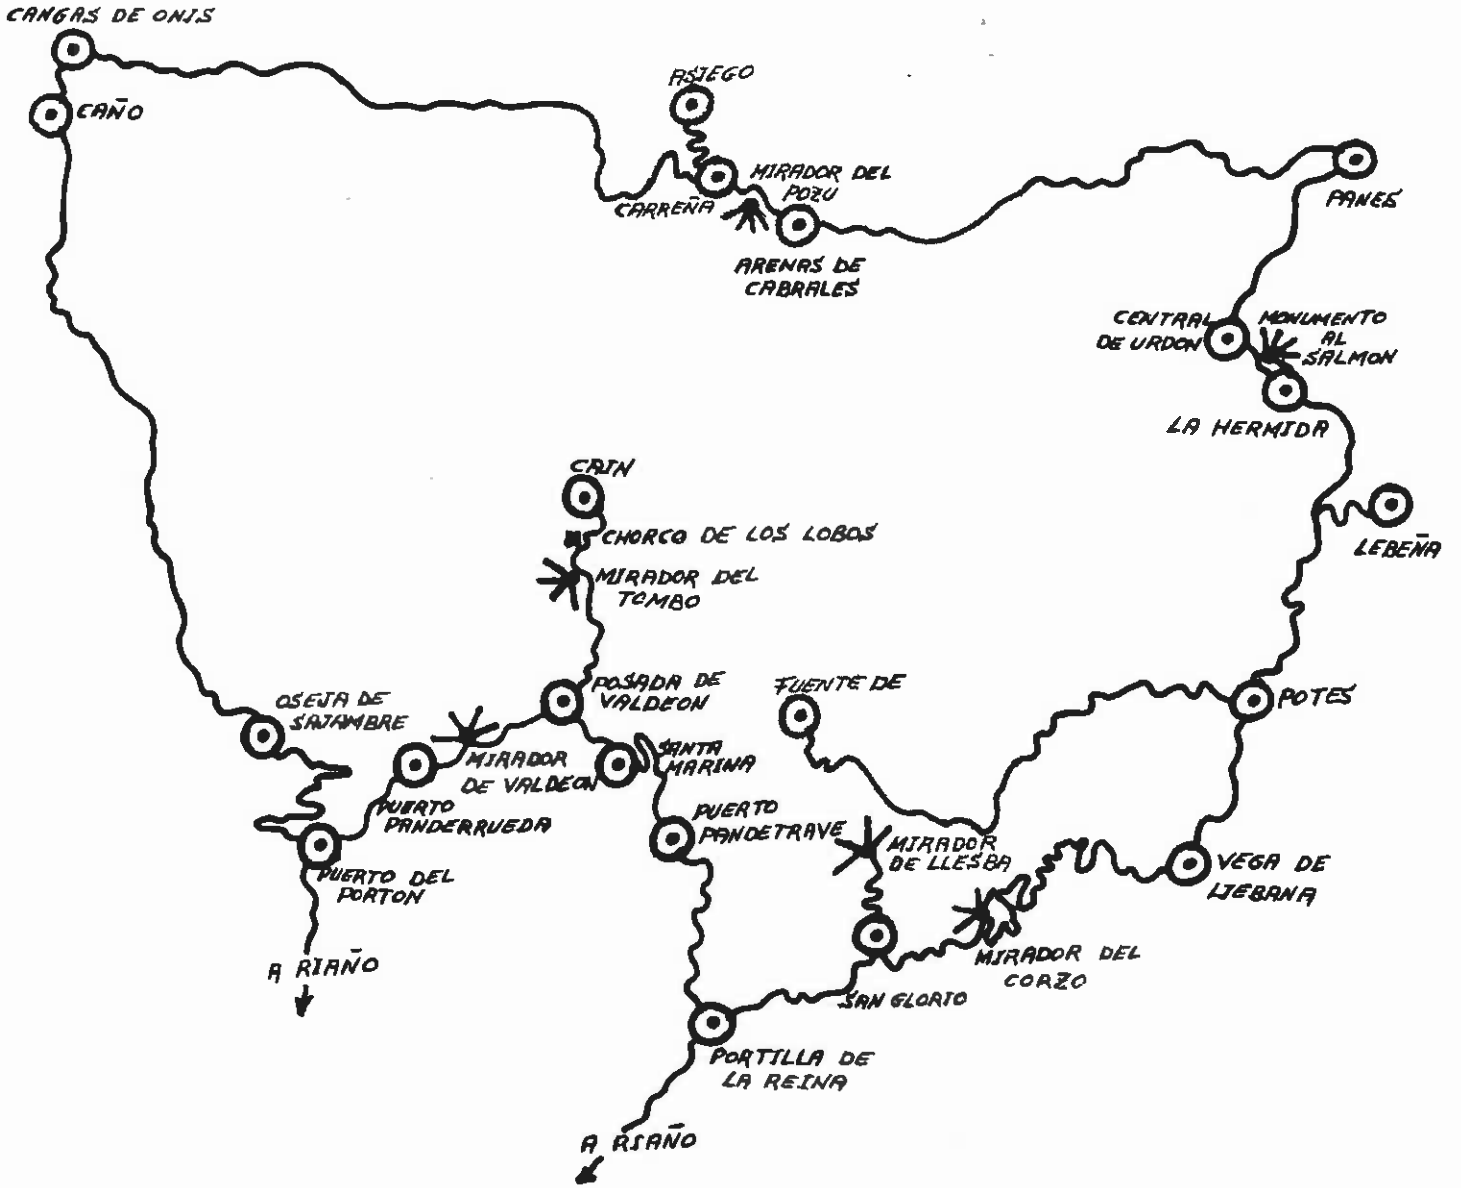 CANGAS DE ONIS
CAÑO
ASIEGO
CARREÑA
MIRADOR DEL
POZU
ARENAS DE
CABRALES
PANES
CENTRAL
DE URDON
MONUMENTO
AL
SALMON
LA HERMIDA
LEBEÑA
CAIN
CHORCO DE LOS LOBOS
MIRADOR DEL
TOMBO
POSADA DE
VALDEON
FUENTE DE
POTES
OSEJA DE
SAJAMBRE
MIRADOR
DE VALDEON
SANTA
MARINA
PUERTO
PANDERRUEDA
PUERTO
PANDETRAVE
MIRADOR
DE LLESBA
VEGA DE
LIEBANA
PUERTO DEL
PORTON
A RIAÑO
MIRADOR DEL
CORZO
SAN GLORIO
PORTILLA DE
LA REINA
A RIAÑO